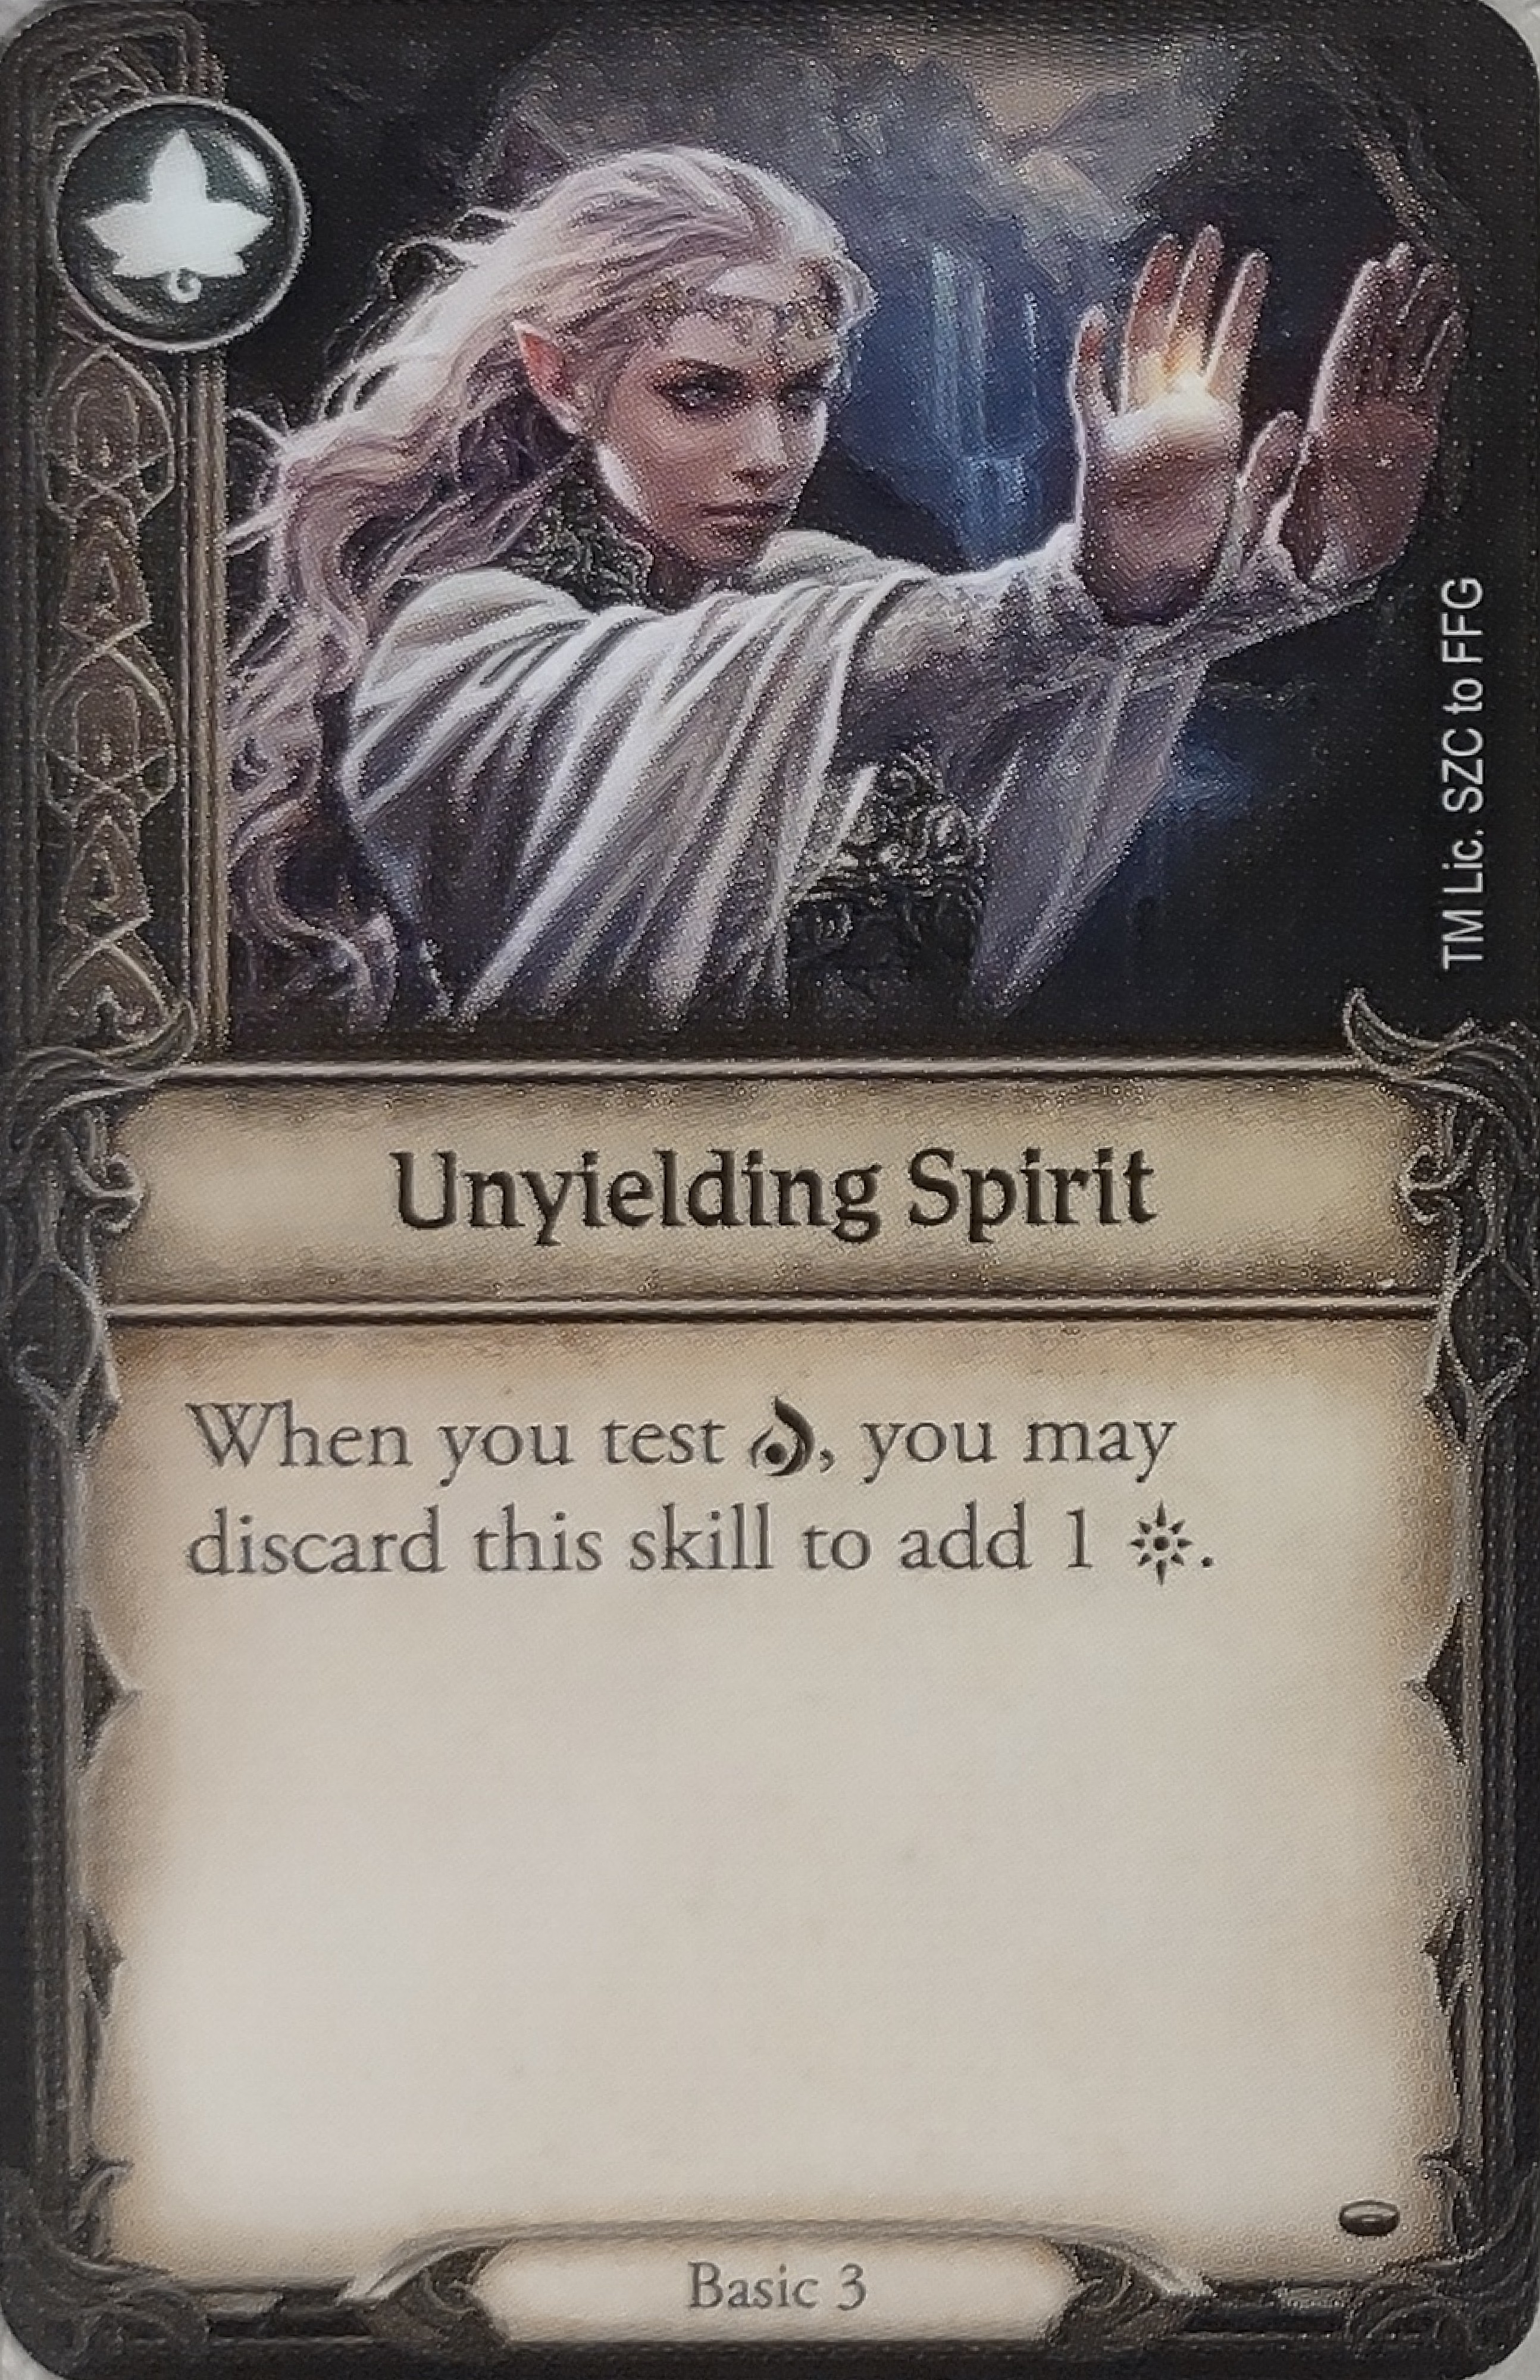 TM Lic. SZC to FFG
Unyielding Spirit
When you test , you may
discard this skill to add 1 .
Basic 3